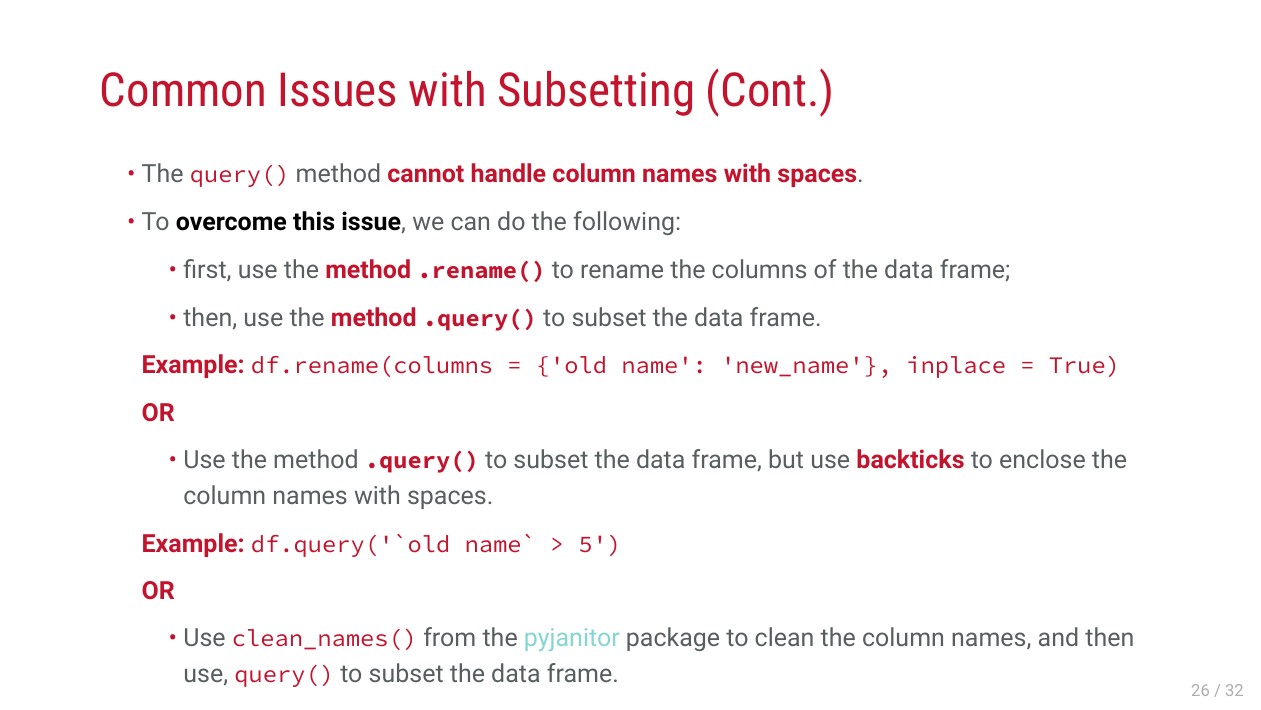 Common Issues with Subsetting (Cont.)
• The query() method cannot handle column names with spaces.
• To overcome this issue, we can do the following:
• first, use the method .rename() to rename the columns of the data frame;
• then, use the method .query() to subset the data frame.
Example: df.rename(columns = {'old name': 'new_name'}, inplace = True)
OR
• Use the method .query() to subset the data frame, but use backticks to enclose the
column names with spaces.
Example: df.query('`old name` > 5')
OR
• Use clean_names() from the pyjanitor package to clean the column names, and then
use, query() to subset the data frame.
26 / 32